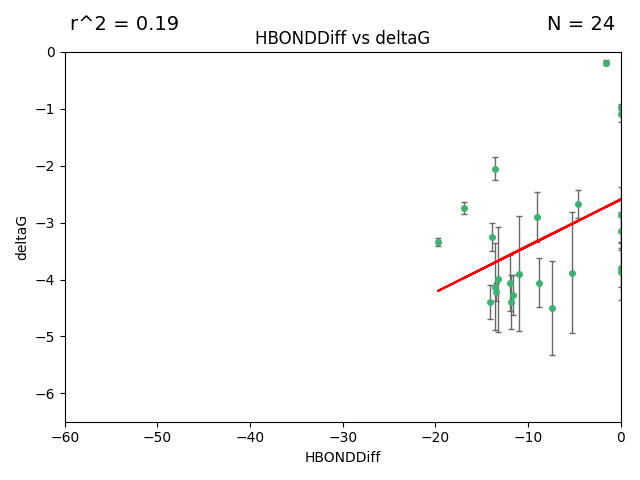 r^2 = 0.19
N = 24
HBONDDiff vs deltaG
deltaG
0
−1
−2
−3
−4
−5
−6
−60
−50
−40
−30
−20
−10
0
HBONDDiff